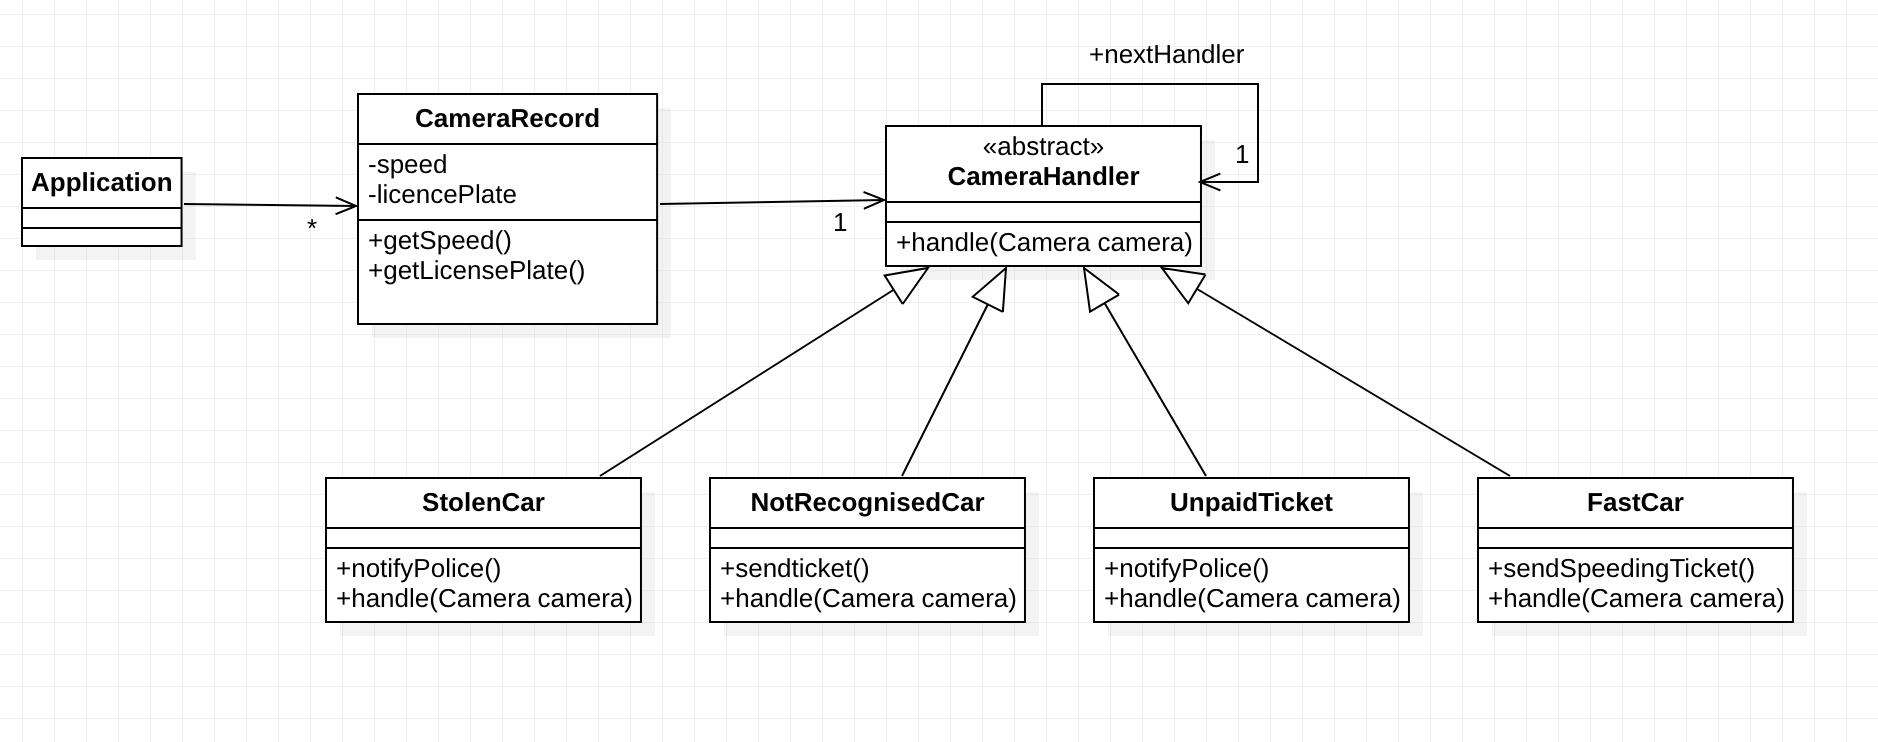 +nextHandler
1
Application
*
CameraRecord
-speed
-licencePlate
+getSpeed()
+getLicensePlate()
1
«abstract»
CameraHandler
+handle(Camera camera)
StolenCar
+notifyPolice()
+handle(Camera camera)
NotRecognisedCar
+sendticket()
+handle(Camera camera)
UnpaidTicket
+notifyPolice()
+handle(Camera camera)
FastCar
+sendSpeedingTicket()
+handle(Camera camera)